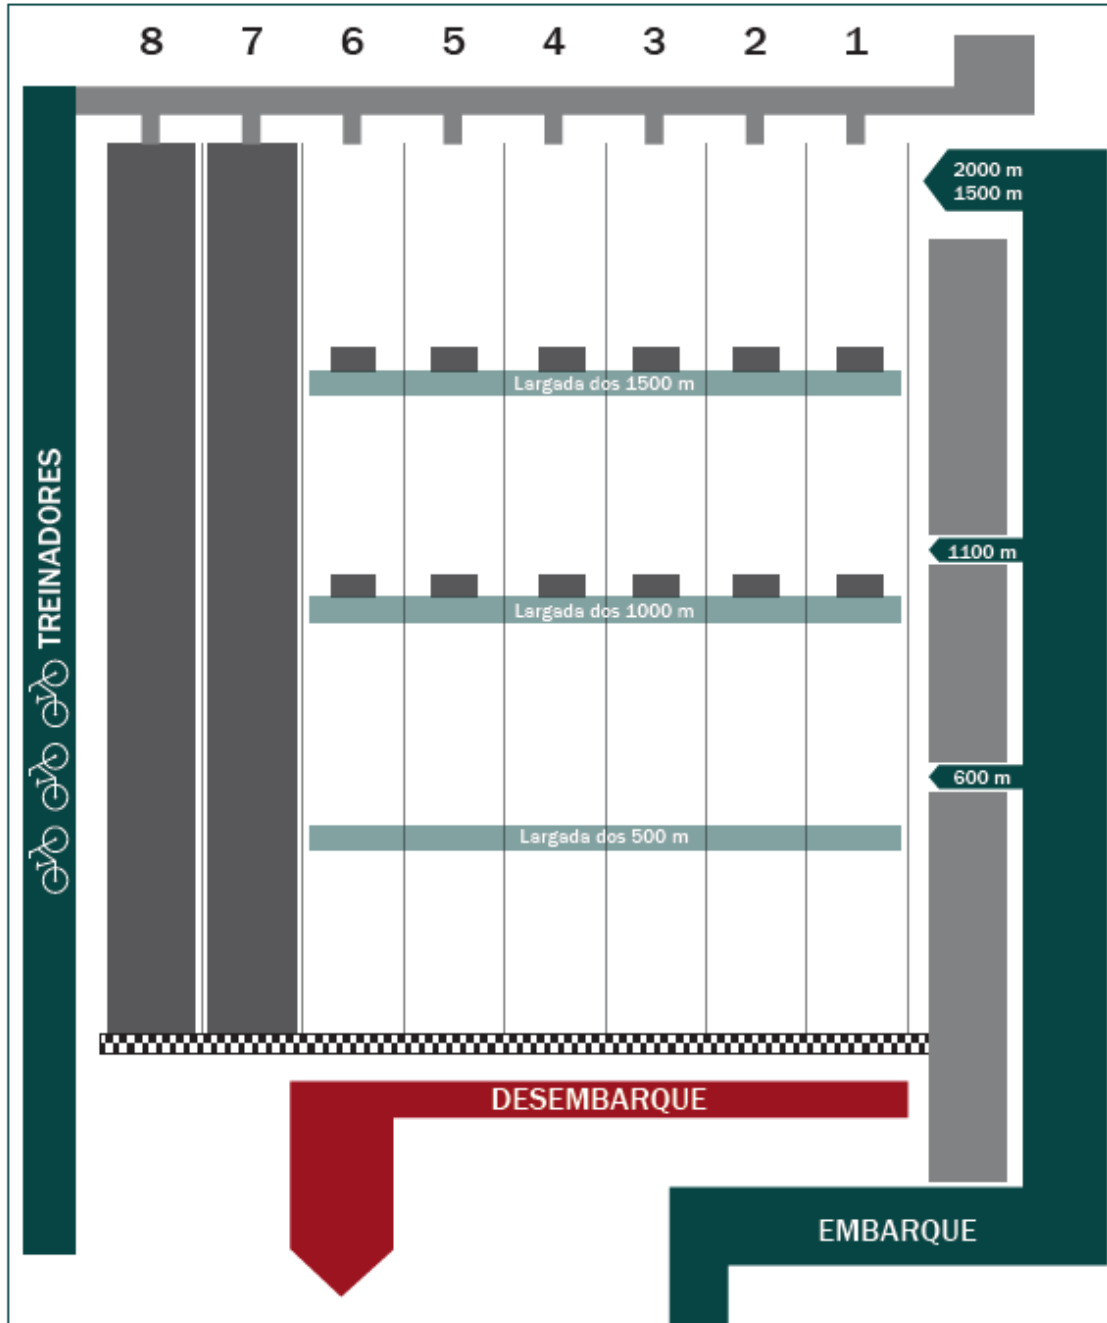 8 7 6 5 4 3 2 1
2000 m
1500 m
Largada dos 1500 m
TREINADORES
1100 m
Largada dos 1000 m
600 m
Largada dos 500 m
DESEMBARQUE
EMBARQUE